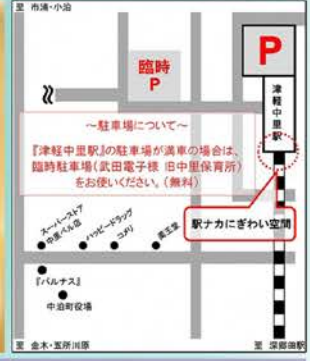 至 市浦・小泊
P
臨時
P
津軽中里駅
～駐車場について～
『津軽中里駅』の駐車場が満車の場合は、
臨時駐車場(武田電子様 旧中里保育所)
をお使いください。(無料)
駅ナカにぎわい空間
スーパーストア
中里ベル店
ハッピードラッグ
コメリ
薬王堂
『パルナス』
中泊町役場
至 金木・五所川原
至 深郷田駅